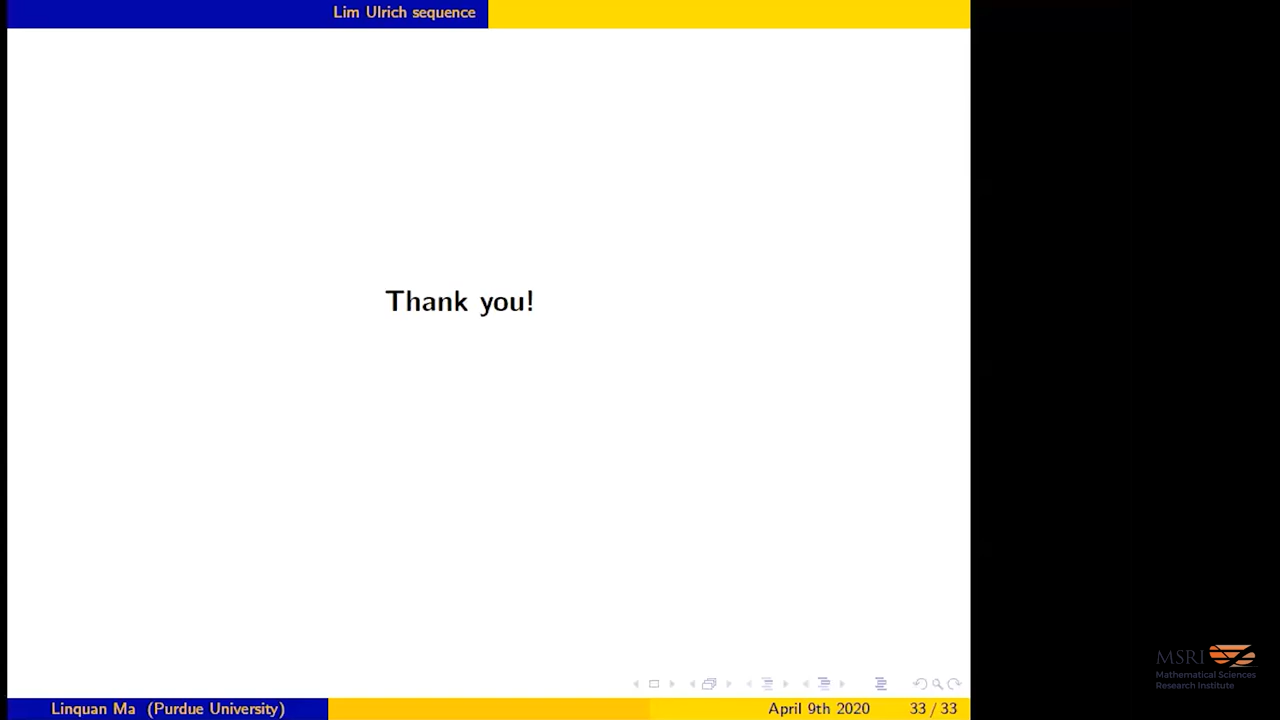 Lim Ulrich sequence
Thank you!
MSRI
Mathematical Sciences
Research Institute
Linquan Ma (Purdue University)
April 9th 2020
33 / 33